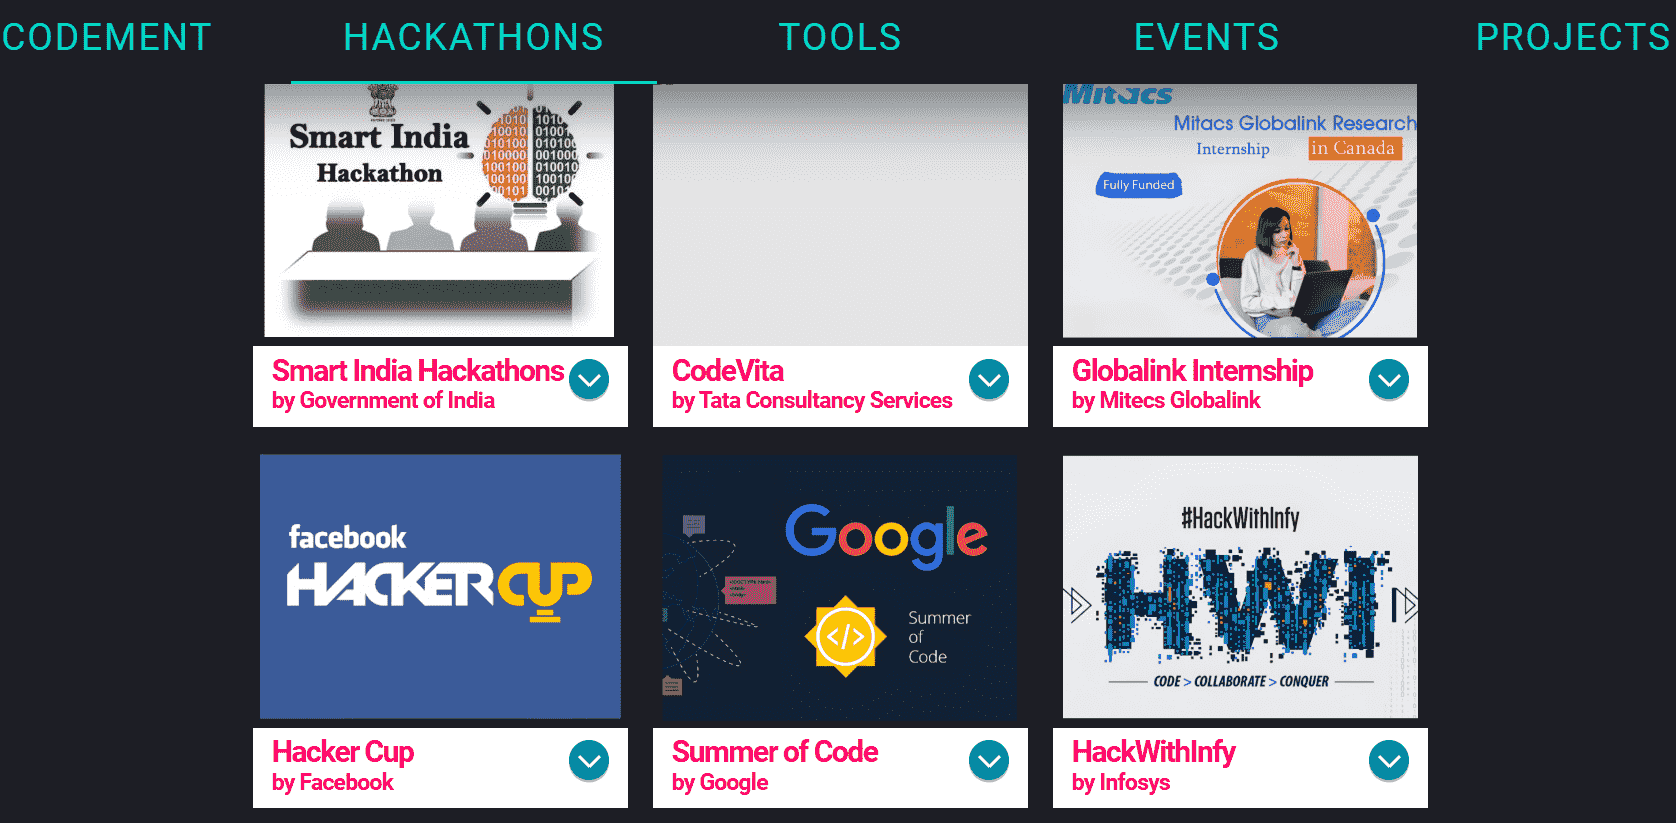 CODEMENT
HACKATHONS
TOOLS
EVENTS
PROJECTS
Smart India
Hackathon
Mitacs
Mitacs Globalink Research
Internship in Canada
Fully Funded
Smart India Hackathons
by Government of India
CodeVita
by Tata Consultancy Services
Globalink Internship
by Mitecs Globalink
facebook
HACKERCUP
Google
</>
Summer
of
Code
#HackWithInfy
HWI
CODE > COLLABORATE > CONQUER
Hacker Cup
by Facebook
Summer of Code
by Google
HackWithInfy
by Infosys